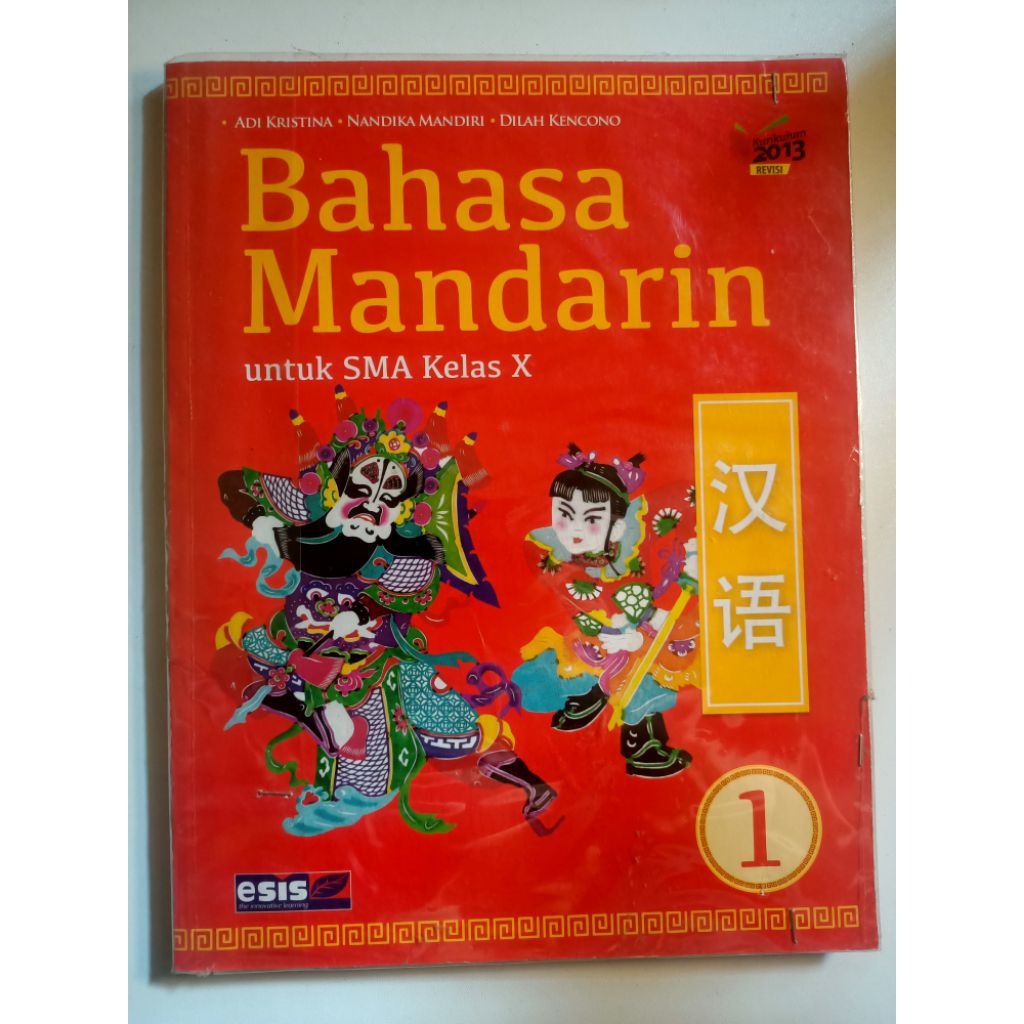 • ADI KRISTINA • NANDIKA MANDIRI • DILAH KENCONO
Kurikulum
2013
REVISI
Bahasa
Mandarin
untuk SMA Kelas X
汉
语
1
esis
the innovative learning